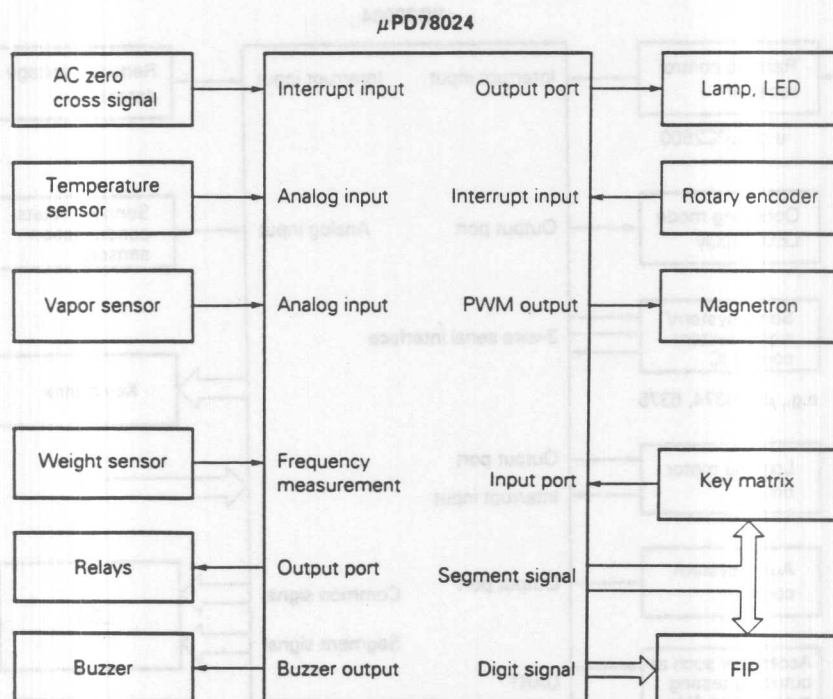 μPD78024
AC zero
cross signal
Interrupt input
Output port
Lamp, LED
Temperature
sensor
Analog input
Interrupt input
Rotary encoder
Vapor sensor
Analog input
PWM output
Magnetron
Weight sensor
Frequency
measurement
Input port
Key matrix
Relays
Output port
Segment signal
Buzzer
Buzzer output
Digit signal
FIP